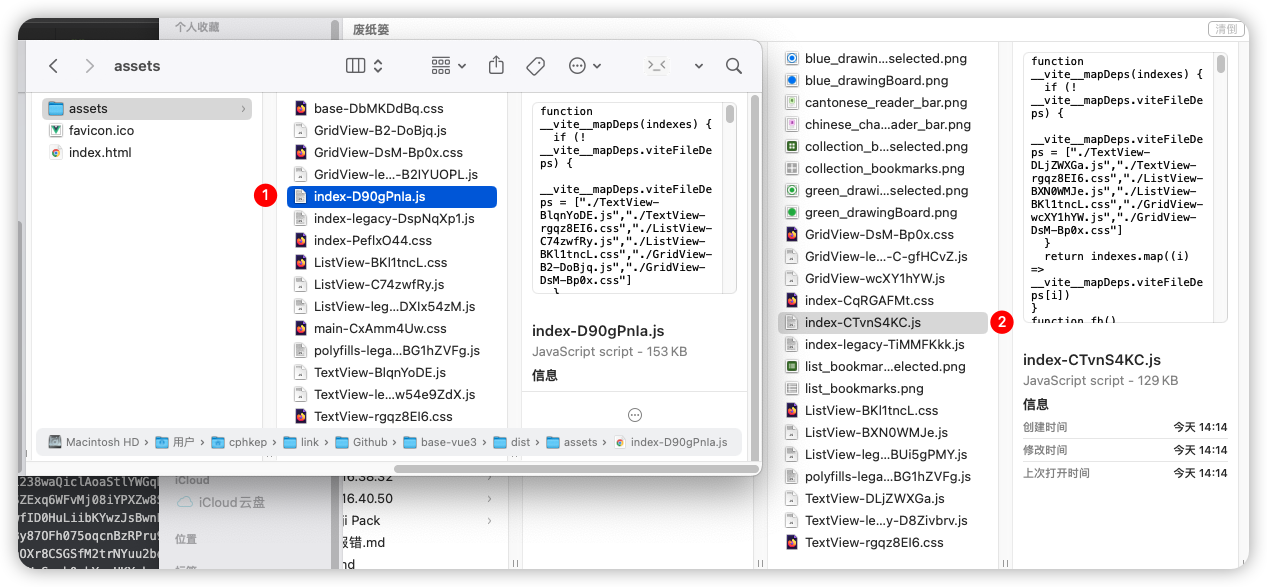 个人收藏
废纸篓
清倒
assets
assets
favicon.ico
index.html
base-DbMKDdBq.css
GridView-B2-DoBjq.js
GridView-DsM-Bp0x.css
GridView-le...-B2lYUOPL.js
1
index-D90gPnla.js
index-legacy-DspNqXp1.js
index-PeflxO44.css
ListView-BKl1tncL.css
ListView-C74zwfRy.js
ListView-leg...DXIx54zM.js
main-CxAmm4Uw.css
polyfills-lega...BG1hZVFg.js
TextView-BlqnYoDE.js
TextView-le...w54e9ZdX.js
TextView-rgqz8EI6.css
function
__vite__mapDeps(indexes) {
if (!
__vite__mapDeps.viteFileDe
ps) {
__vite__mapDeps.viteFileDe
ps = ["./TextView-
BlqnYoDE.js","./TextView-
rgqz8EI6.css","./ListView-
C74zwfRy.js","./ListView-
BKl1tncL.css","./GridView-
B2-DoBjq.js","./GridView-
DsM-Bp0x.css"]
}
index-D90gPnla.js
JavaScript script - 153 KB
信息
Macintosh HD › 用户 › cphkep › link › Github › base-vue3 › dist › assets › index-D90gPnla.js
blue_drawin...selected.png
blue_drawingBoard.png
cantonese_reader_bar.png
chinese_cha...ader_bar.png
collection_b...selected.png
collection_bookmarks.png
green_drawi...selected.png
green_drawingBoard.png
GridView-DsM-Bp0x.css
GridView-le...-C-gfHCvZ.js
GridView-wcXY1hYW.js
index-CqRGAFMt.css
index-CTvnS4KC.js
2
index-legacy-TiMMFKkk.js
list_bookmar...elected.png
list_bookmarks.png
ListView-BKl1tncL.css
ListView-BXN0WMJe.js
ListView-leg...BUi5gPMY.js
polyfills-lega...BG1hZVFg.js
TextView-DLjZWXGa.js
TextView-le...y-D8Zivbrv.js
TextView-rgqz8EI6.css
function
__vite__mapDeps(indexes) {
if (!
__vite__mapDeps.viteFileDe
ps) {
__vite__mapDeps.viteFileDe
ps = ["./TextView-
DLjZWXGa.js","./TextView-
rgqz8EI6.css","./ListView-
BXN0WMJe.js","./ListView-
BKl1tncL.css","./GridView-
wcXY1hYW.js","./GridView-
DsM-Bp0x.css"]
}
return indexes.map((i)
=>
__vite__mapDeps.viteFileDe
ps[i])
}
function fh()
index-CTvnS4KC.js
JavaScript script - 129 KB
信息
创建时间 今天 14:14
修改时间 今天 14:14
上次打开时间 今天 14:14
iCloud
iCloud云盘
位置
16.40.50
ji Pack
报错.md